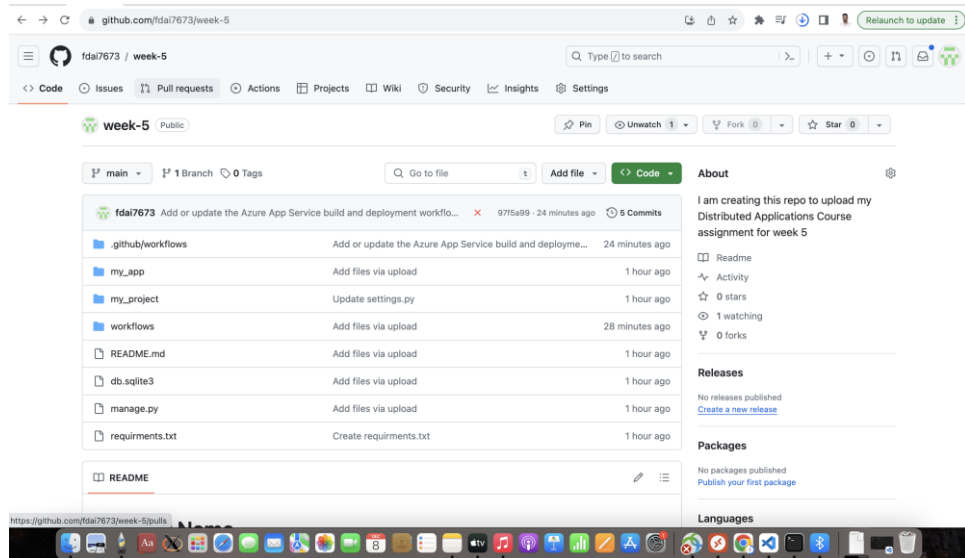 github.com/fdai7673/week-5
Relaunch to update
fdai7673 / week-5
Type / to search
Code Issues Pull requests Actions Projects Wiki Security Insights Settings
week-5 Public
Pin Unwatch 1 Fork 0 Star 0
main 1 Branch 0 Tags Go to file t Add file Code
fdai7673 Add or update the Azure App Service build and deployment workflo... 97f5a99 · 24 minutes ago 5 Commits
.github/workflows Add or update the Azure App Service build and deployme... 24 minutes ago
my_app Add files via upload 1 hour ago
my_project Update settings.py 1 hour ago
workflows Add files via upload 28 minutes ago
README.md Add files via upload 1 hour ago
db.sqlite3 Add files via upload 1 hour ago
manage.py Add files via upload 1 hour ago
requirments.txt Create requirments.txt 1 hour ago
README
About
I am creating this repo to upload my
Distributed Applications Course
assignment for week 5
Readme
Activity
0 stars
1 watching
0 forks
Releases
No releases published
Create a new release
Packages
No packages published
Publish your first package
Languages
https://github.com/fdai7673/week-5/pulls
Aa
DEC
8
tv